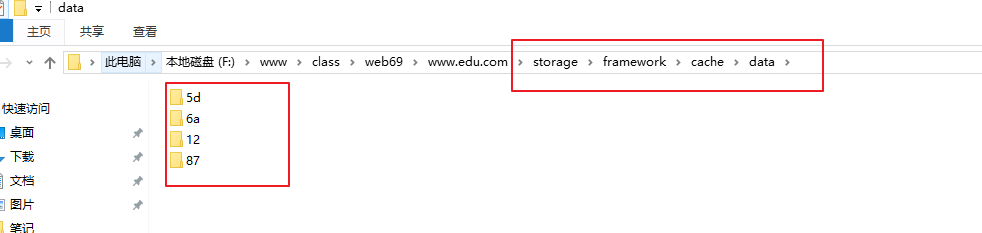 data
主页 共享 查看
此电脑 本地磁盘 (F:) www class web69 www.edu.com storage framework cache data
快速访问
桌面
下载
文档
图片
笔记
5d
6a
12
87